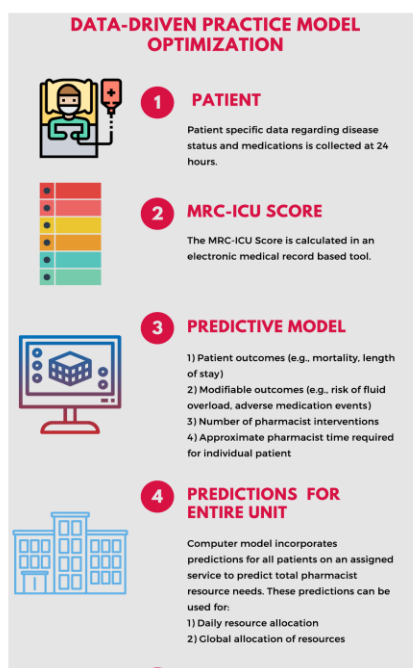 DATA-DRIVEN PRACTICE MODEL
OPTIMIZATION
1 PATIENT
Patient specific data regarding disease
status and medications is collected at 24
hours.
2 MRC-ICU SCORE
The MRC-ICU Score is calculated in an
electronic medical record based tool.
3 PREDICTIVE MODEL
1) Patient outcomes (e.g., mortality, length
of stay)
2) Modifiable outcomes (e.g., risk of fluid
overload, adverse medication events)
3) Number of pharmacist interventions
4) Approximate pharmacist time required
for individual patient
4 PREDICTIONS FOR
ENTIRE UNIT
Computer model incorporates
predictions for all patients on an assigned
service to predict total pharmacist
resource needs. These predictions can be
used for:
1) Daily resource allocation
2) Global allocation of resources